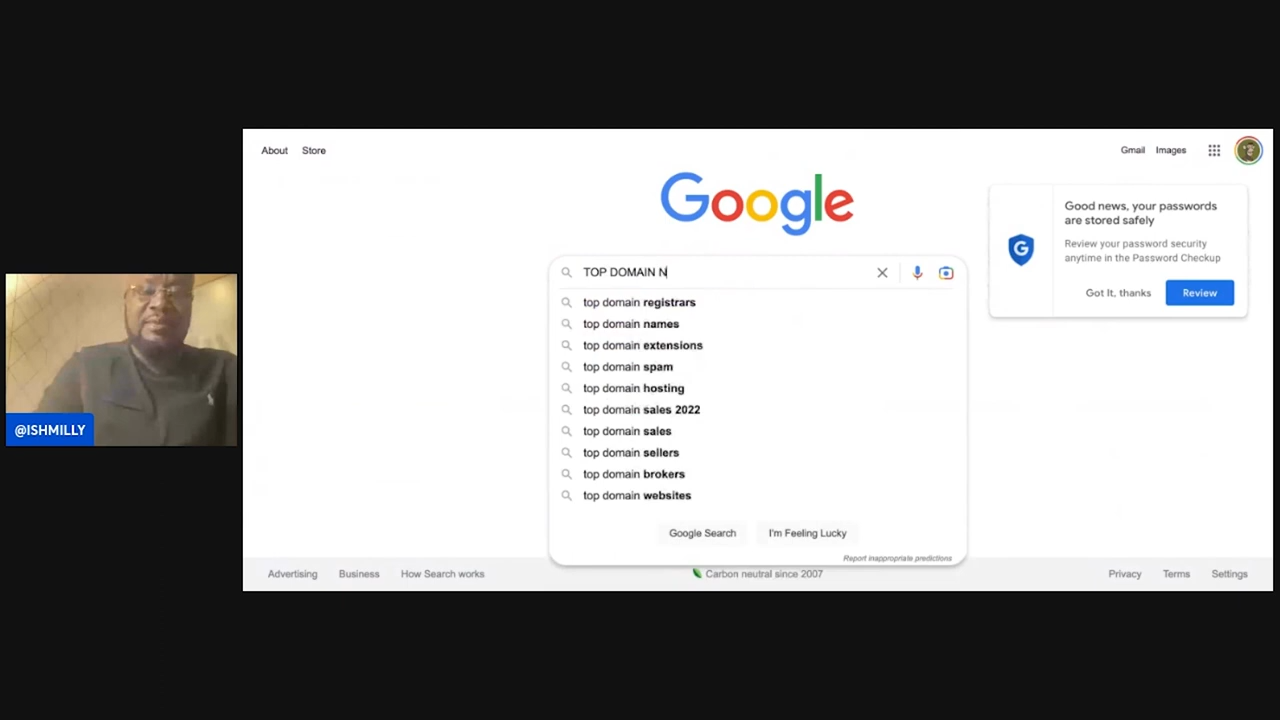 About Store
Gmail Images
Google
Good news, your passwords
are stored safely
Review your password security
anytime in the Password Checkup
Got It, thanks Review
TOP DOMAIN N
top domain registrars
top domain names
top domain extensions
top domain spam
top domain hosting
top domain sales 2022
top domain sales
top domain sellers
top domain brokers
top domain websites
Google Search I'm Feeling Lucky
Report inappropriate predictions
@ISHMILLY
Advertising Business How Search works Carbon neutral since 2007 Privacy Terms Settings